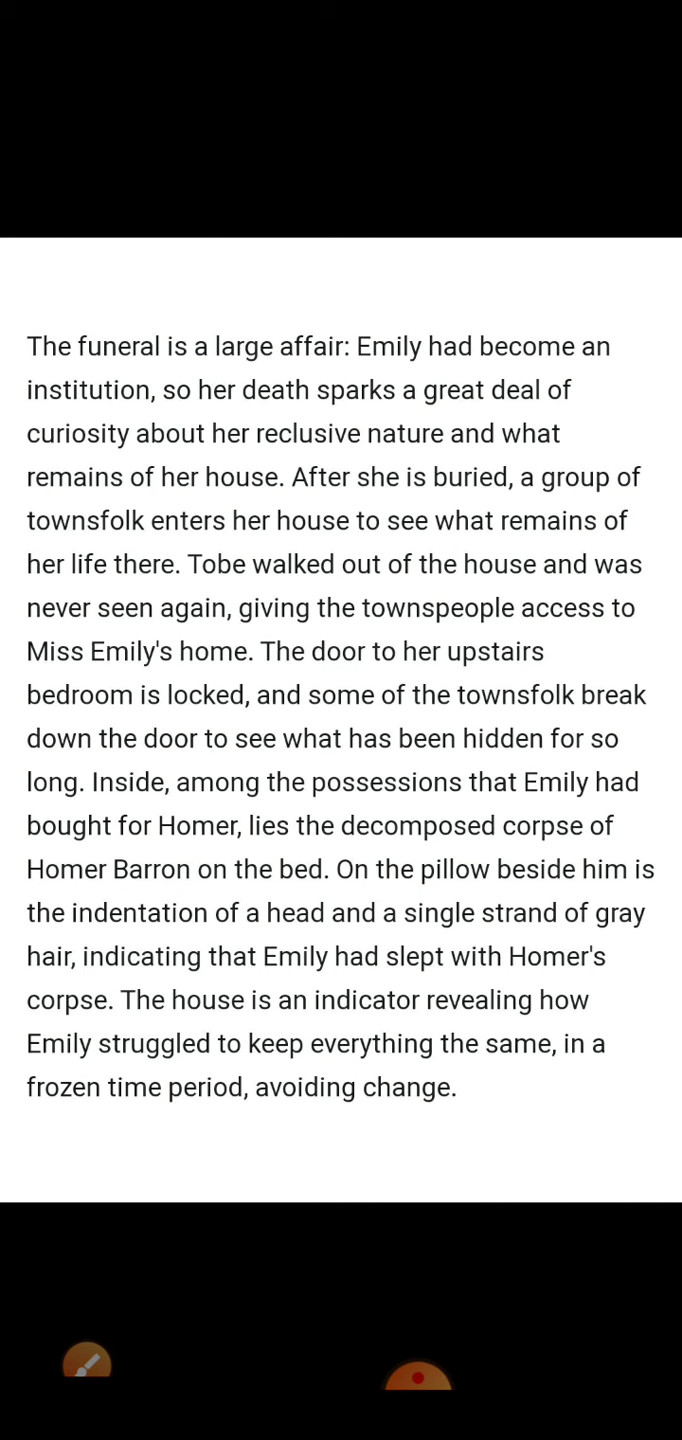 The funeral is a large affair: Emily had become an
institution, so her death sparks a great deal of
curiosity about her reclusive nature and what
remains of her house. After she is buried, a group of
townsfolk enters her house to see what remains of
her life there. Tobe walked out of the house and was
never seen again, giving the townspeople access to
Miss Emily's home. The door to her upstairs
bedroom is locked, and some of the townsfolk break
down the door to see what has been hidden for so
long. Inside, among the possessions that Emily had
bought for Homer, lies the decomposed corpse of
Homer Barron on the bed. On the pillow beside him is
the indentation of a head and a single strand of gray
hair, indicating that Emily had slept with Homer's
corpse. The house is an indicator revealing how
Emily struggled to keep everything the same, in a
frozen time period, avoiding change.